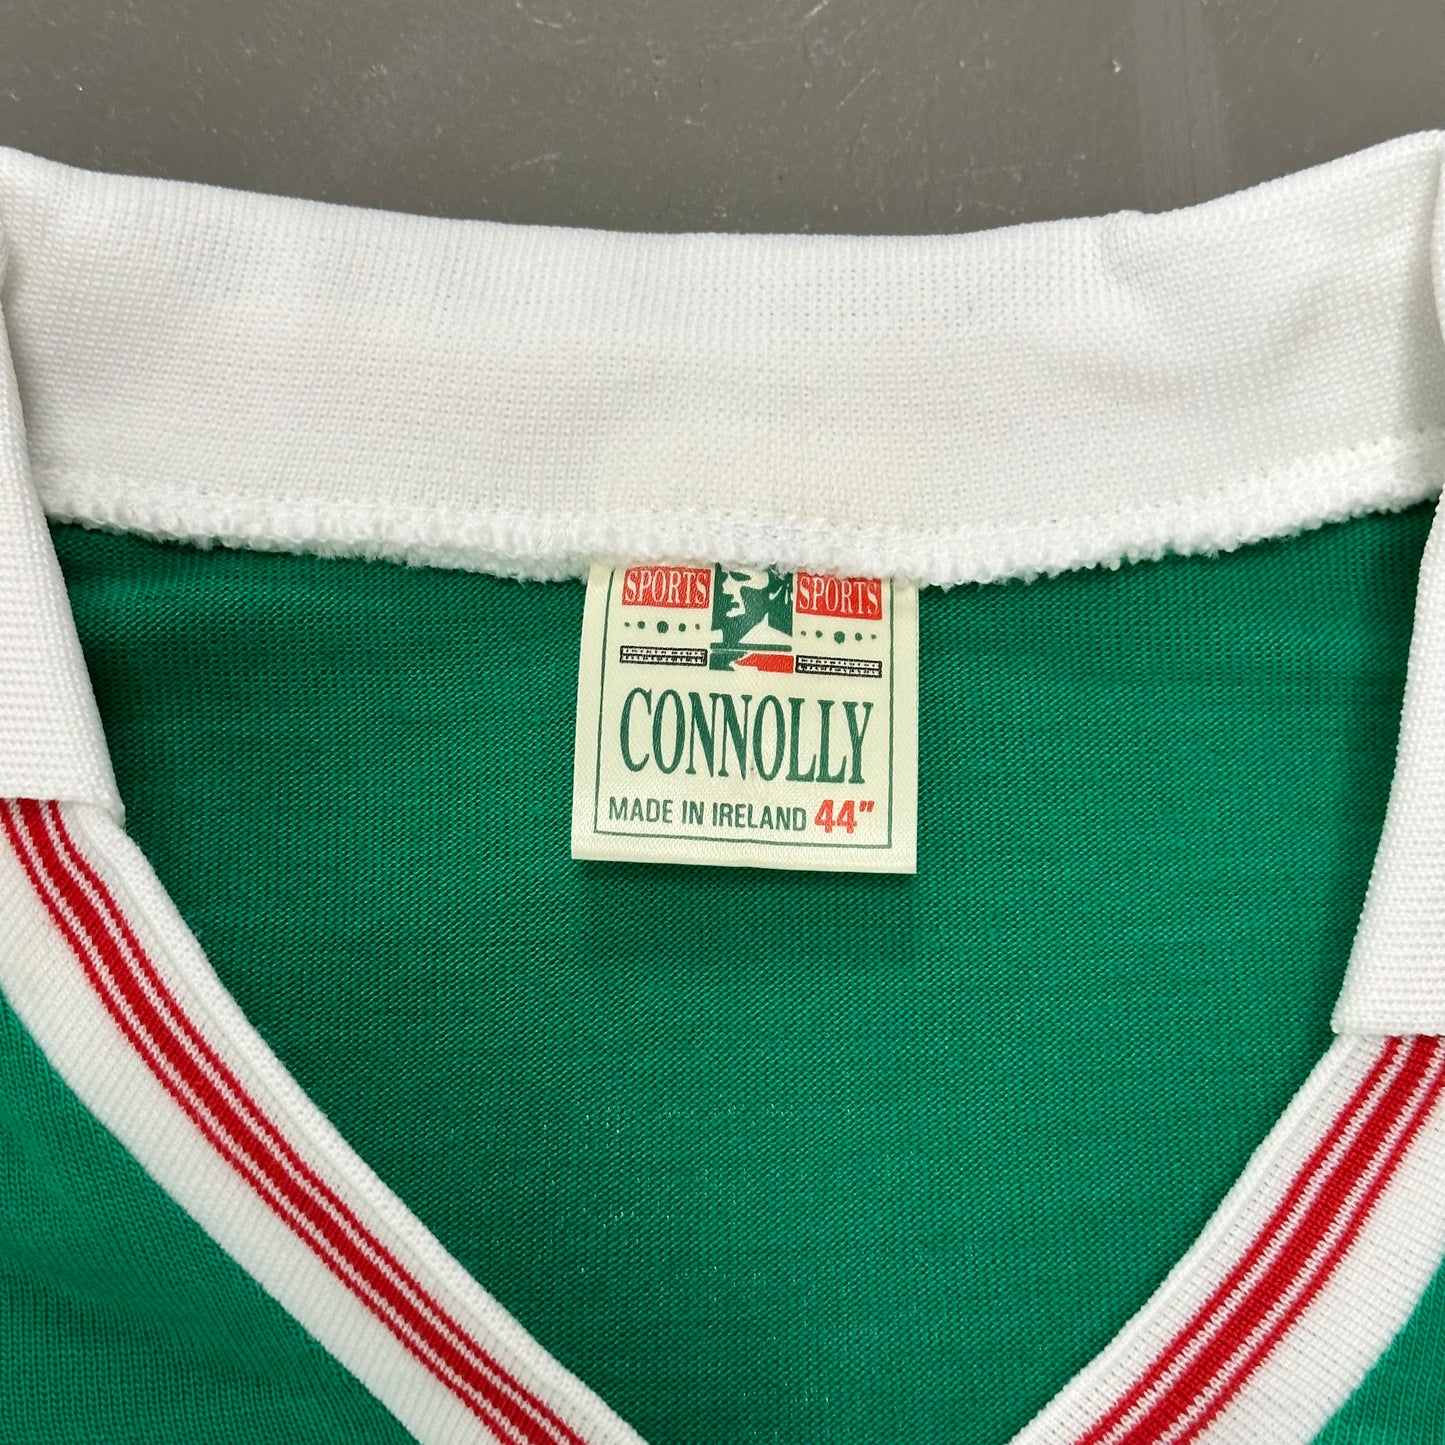 SPORTS SPORTS
CONNOLLY
MADE IN IRELAND 44"